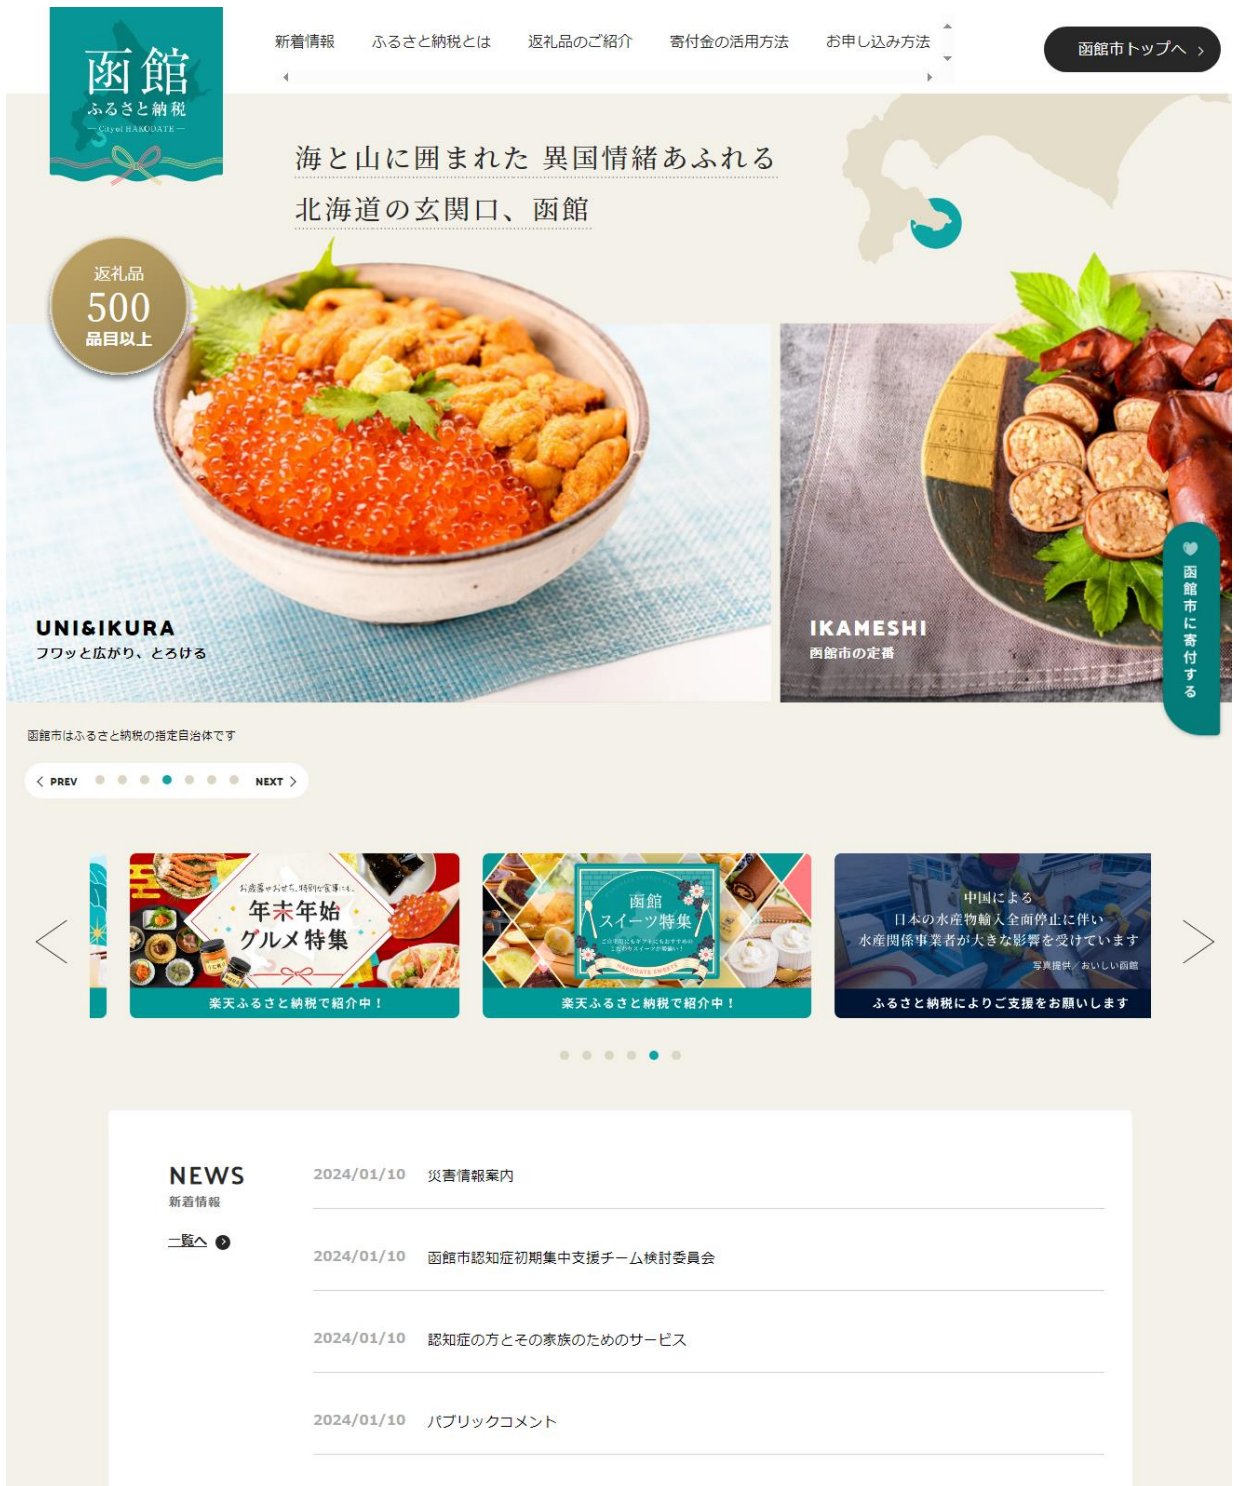 函館
ふるさと納税
City of HAKODATE
新着情報
ふるさと納税とは
返礼品のご紹介
寄付金の活用方法
お申し込み方法
函館市トップへ
海と山に囲まれた 異国情緒あふれる
北海道の玄関口、函館
返礼品
500
品目以上
UNI&IKURA
フワッと広がり、とろける
IKAMESHI
函館市の定番
函館市に寄付する
函館市はふるさと納税の指定自治体です
PREV
NEXT
お歳暮やおせち、特別な食事にも、
年末年始
グルメ特集
楽天ふるさと納税で紹介中！
函館
スイーツ特集
HAKODATE SWEETS
楽天ふるさと納税で紹介中！
中国による
日本の水産物輸入全面停止に伴い
水産関係事業者が大きな影響を受けています
写真提供／おいしい函館
ふるさと納税によりご支援をお願いします
NEWS
新着情報
一覧へ
2024/01/10 災害情報案内
2024/01/10 函館市認知症初期集中支援チーム検討委員会
2024/01/10 認知症の方とその家族のためのサービス
2024/01/10 パブリックコメント